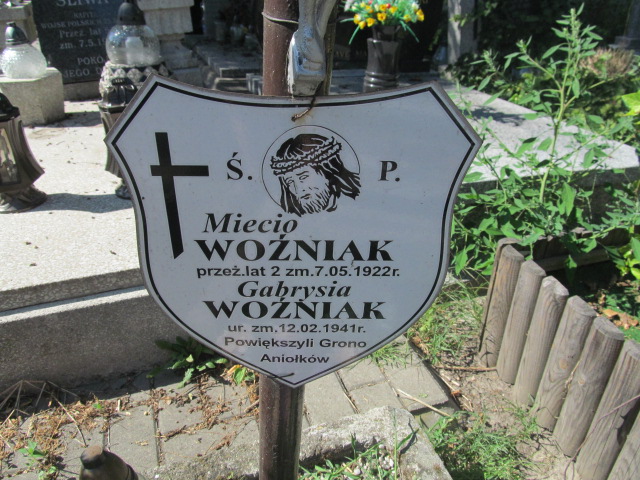 Ś. P.
Miecio
WOŹNIAK
przeż.lat 2 zm.7.05.1922r.
Gabrysia
WOŹNIAK
ur. zm.12.02.1941r.
Powiększyli Grono
Aniołków